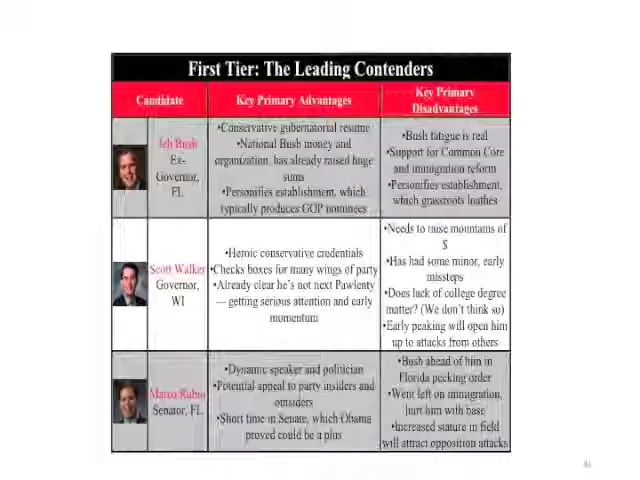 First Tier: The Leading Contenders
Candidate
Key Primary Advantages
Key Primary
Disadvantages
Jeb Bush
Ex-
Governor,
FL
•Conservative gubernatorial resume
•National Bush money and
organization, has already raised huge
sums
•Personifies establishment, which
typically produces GOP nominees
•Bush fatigue is real
•Support for Common Core
and immigration reform
•Personifies establishment,
which grassroots loathes
Scott Walker
Governor,
WI
•Heroic conservative credentials
•Checks boxes for many wings of party
•Already clear he's not next Pawlenty
— getting serious attention and early
momentum
•Needs to raise mountains of
$
•Has had some minor, early
missteps
•Does lack of college degree
matter? (We don't think so)
•Early peaking will open him
up to attacks from others
Marco Rubio
Senator, FL
•Dynamic speaker and politician
•Potential appeal to party insiders and
outsiders
•Short time in Senate, which Obama
proved could be a plus
•Bush ahead of him in
Florida pecking order
•Went left on immigration,
hurt him with base
•Increased stature in field
will attract opposition attacks